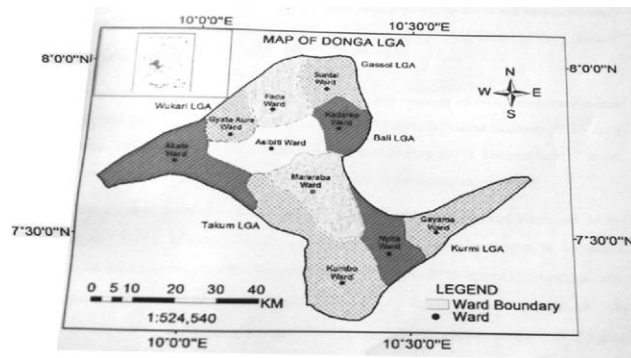 10°0'0"E
10°30'0"E
8°0'0"N
8°0'0"N
MAP OF DONGA LGA
Gassol LGA
Suntai
Ward
N
W
E
S
Fada
Ward
Wukari LGA
Gyata Aure
Ward
Kadarko
Ward
Bali LGA
Asibiti Ward
Akate
Ward
Mararaba
Ward
Takum LGA
Gayama
Ward
7°30'0"N
7°30'0"N
Nyita
Ward
Kurmi LGA
Kumbo
Ward
LEGEND
Ward Boundary
Ward
0 5 10 20 30 40
KM
1:524,540
10°0'0"E
10°30'0"E